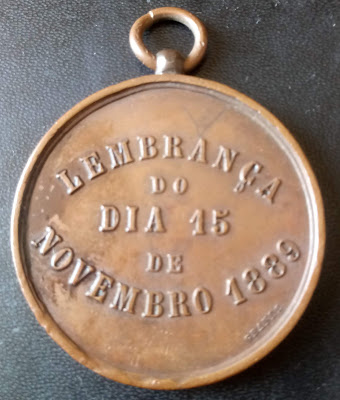 LEMBRANÇA
DO
DIA 15
DE
NOVEMBRO 1889